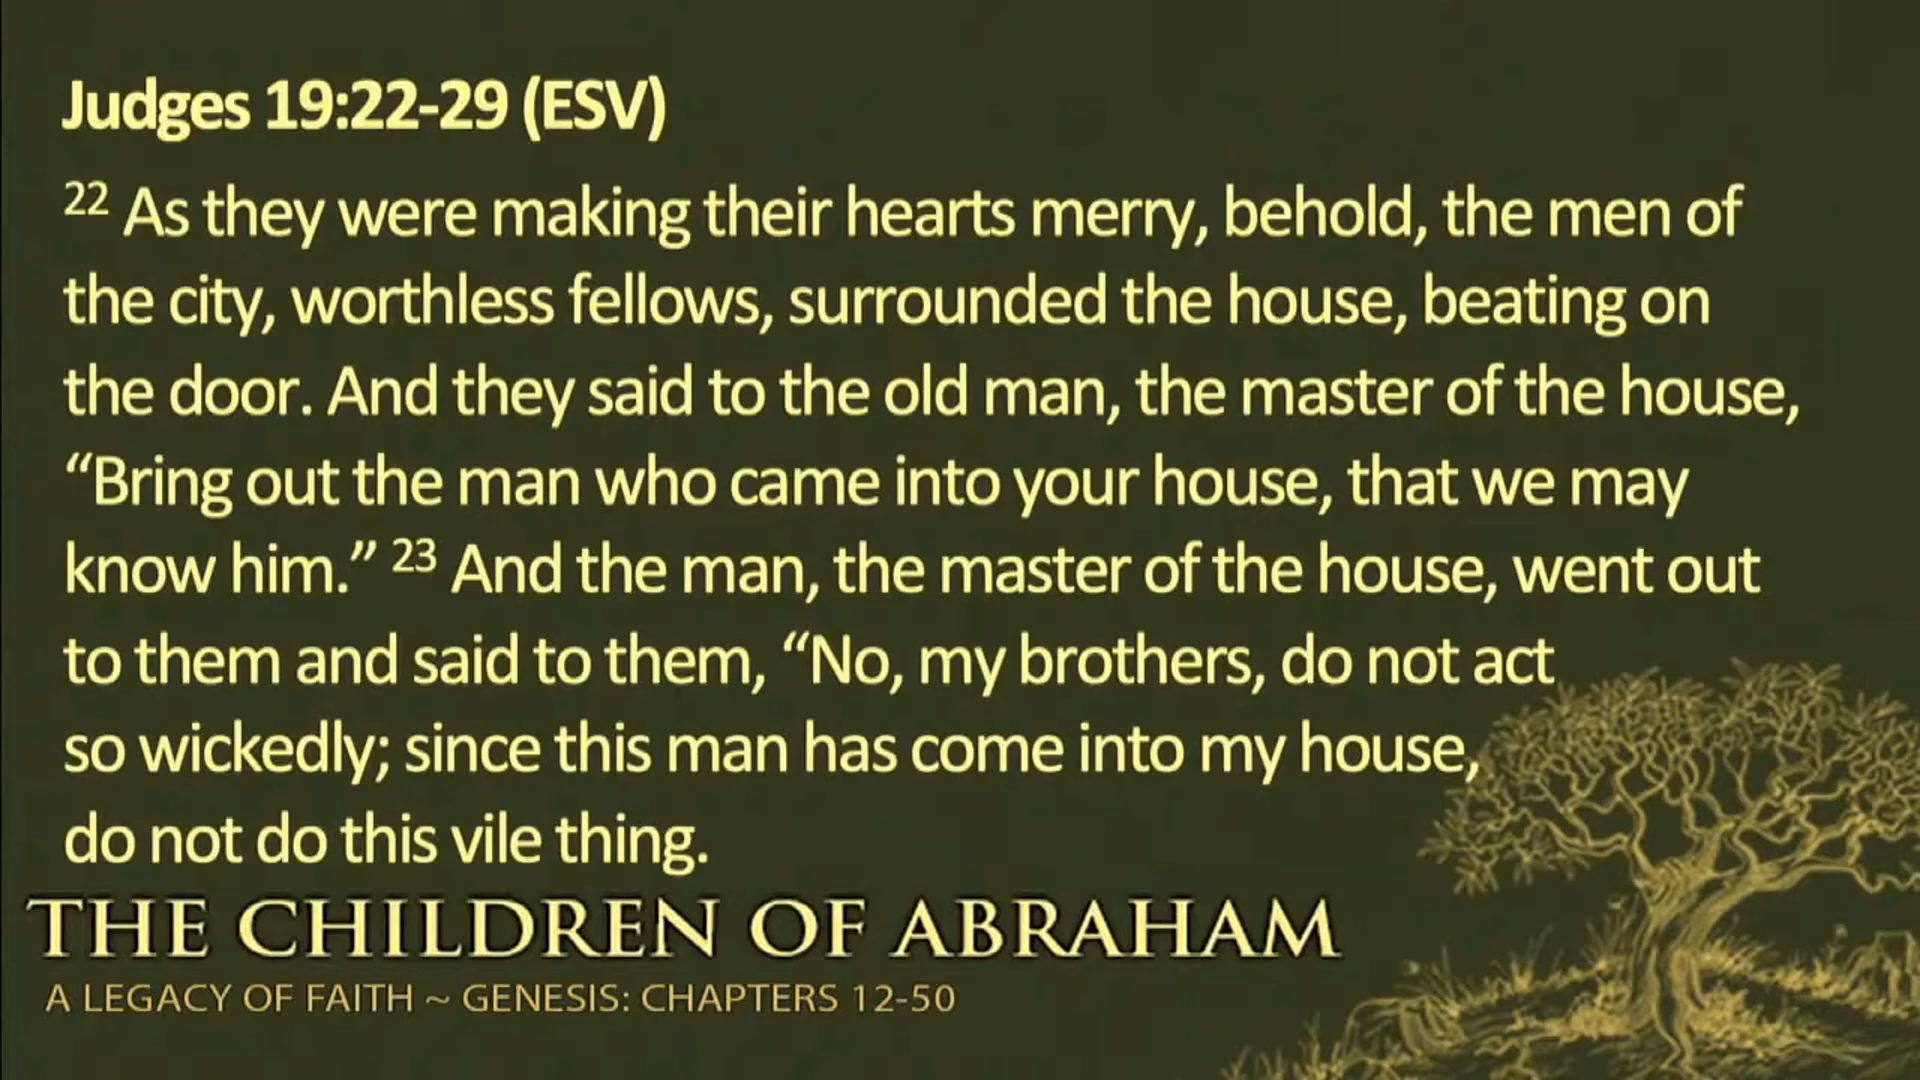 Judges 19:22-29 (ESV)
22 As they were making their hearts merry, behold, the men of
the city, worthless fellows, surrounded the house, beating on
the door. And they said to the old man, the master of the house,
“Bring out the man who came into your house, that we may
know him.” 23 And the man, the master of the house, went out
to them and said to them, “No, my brothers, do not act
so wickedly; since this man has come into my house,
do not do this vile thing.
THE CHILDREN OF ABRAHAM
A LEGACY OF FAITH ~ GENESIS: CHAPTERS 12-50